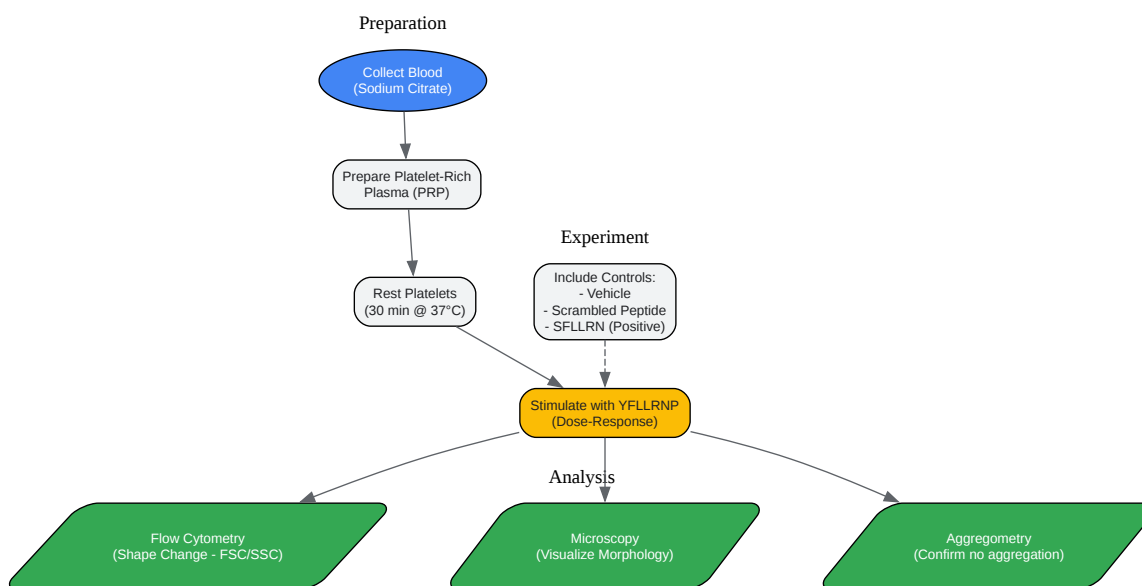 Preparation
Collect Blood
(Sodium Citrate)
Prepare Platelet-Rich
Plasma (PRP)
Experiment
Rest Platelets
(30 min @ 37°C)
Include Controls:
- Vehicle
- Scrambled Peptide
- SFLLRN (Positive)
Stimulate with YFLLRNP
(Dose-Response)
Analysis
Flow Cytometry
(Shape Change - FSC/SSC)
Microscopy
(Visualize Morphology)
Aggregometry
(Confirm no aggregation)